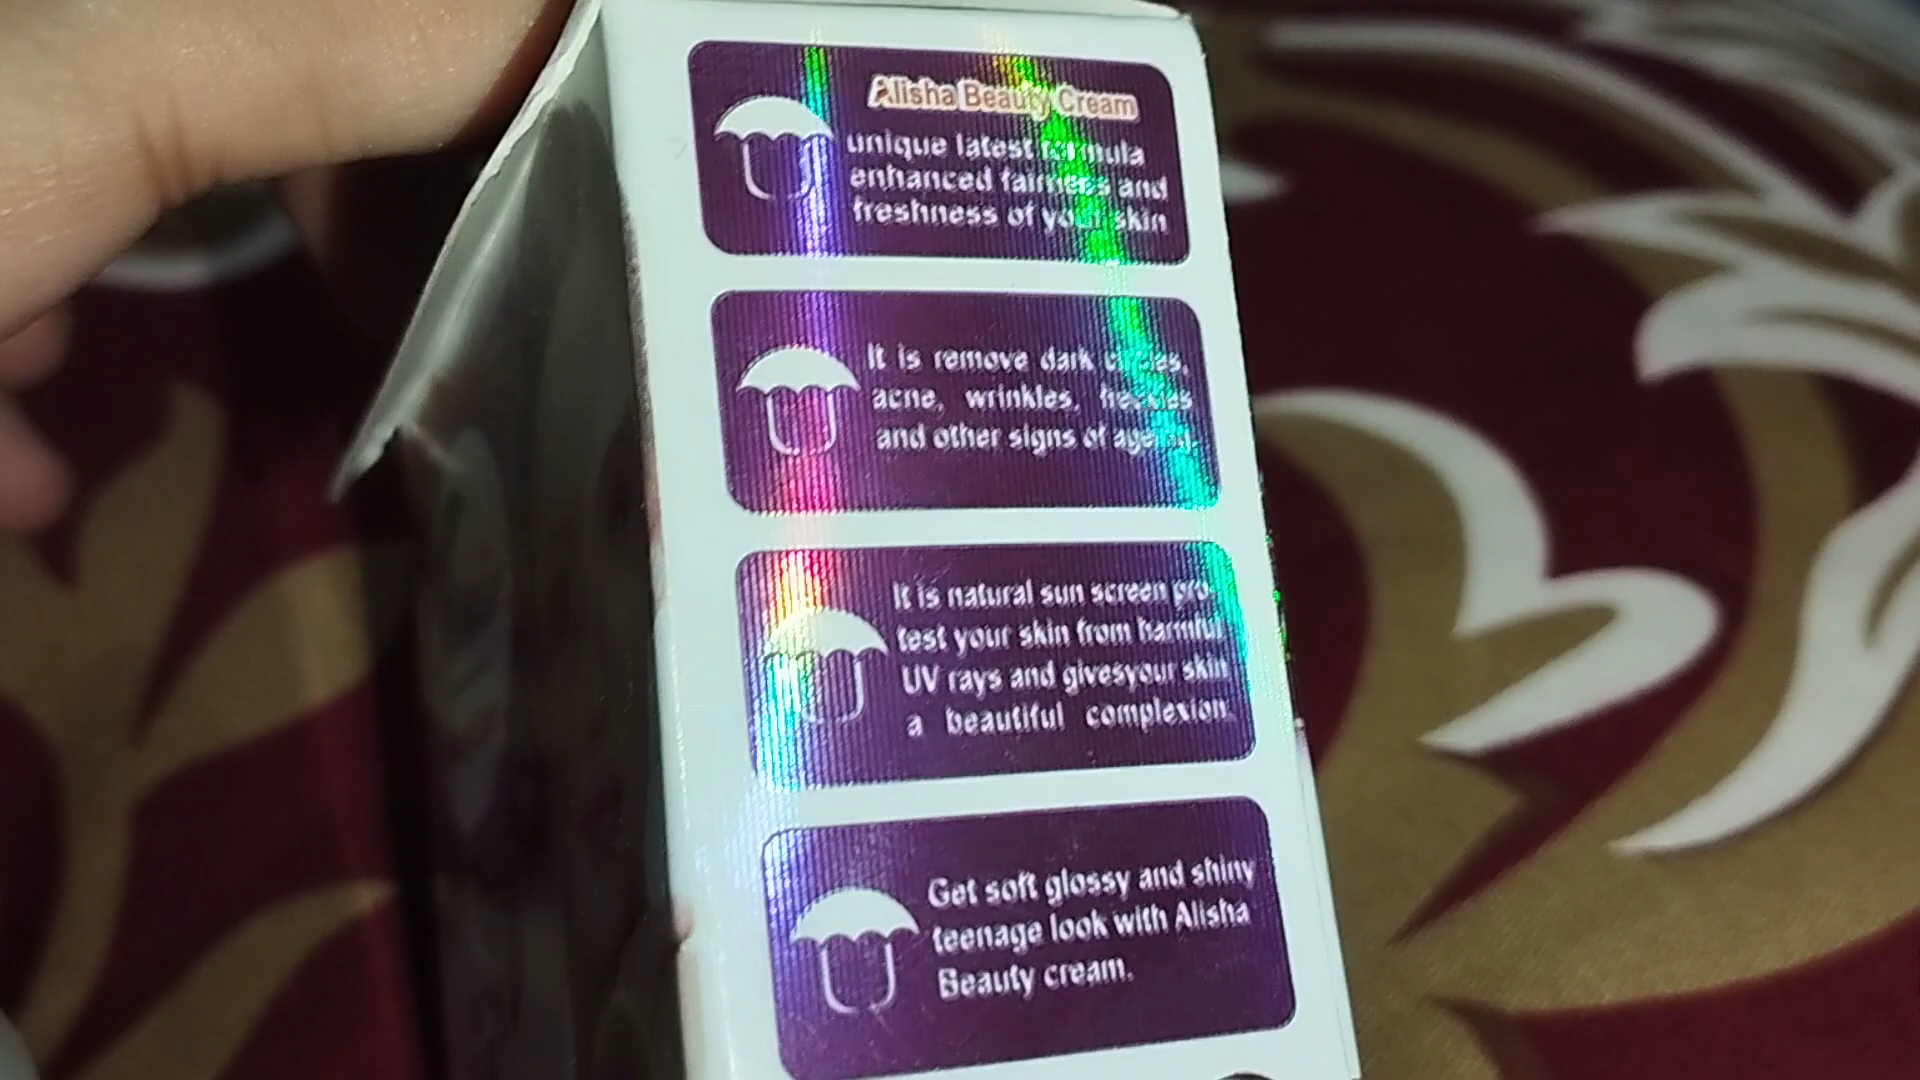 Alisha Beauty Cream
unique latest formula
enhanced fairness and
freshness of your skin
It is remove dark circles,
acne, wrinkles, freckles
and other signs of ageing.
It is natural sun screen pro-
test your skin from harmful
UV rays and givesyour skin
a beautiful complexion.
Get soft glossy and shiny
teenage look with Alisha
Beauty cream.